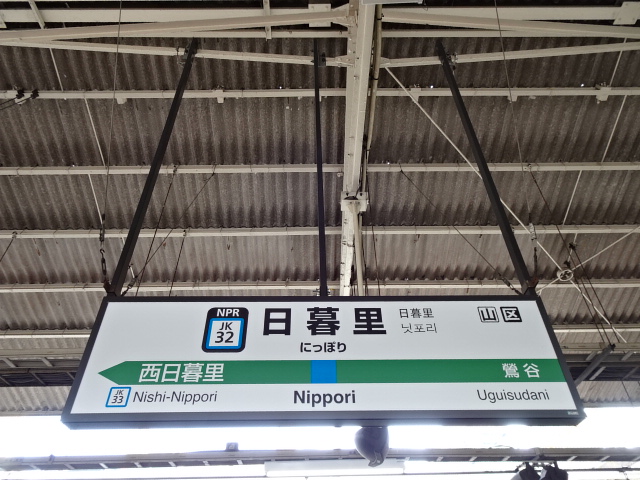 NPR
JK
32
日暮里
日暮里
닛포리
にっぽり
山区
西日暮里
鶯谷
JK
33
Nishi-Nippori
Nippori
Uguisudani